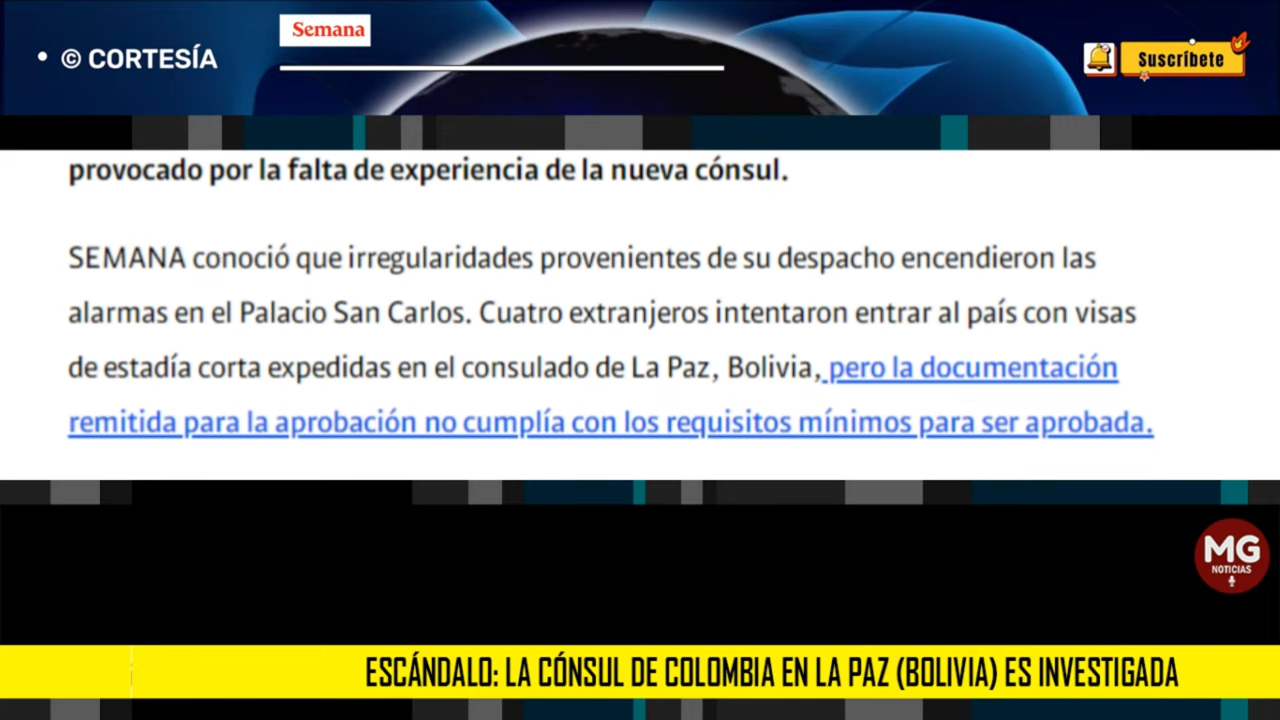 • © CORTESÍA
Semana
Suscríbete
provocado por la falta de experiencia de la nueva cónsul.
SEMANA conoció que irregularidades provenientes de su despacho encendieron las
alarmas en el Palacio San Carlos. Cuatro extranjeros intentaron entrar al país con visas
de estadía corta expedidas en el consulado de La Paz, Bolivia, pero la documentación
remitida para la aprobación no cumplía con los requisitos mínimos para ser aprobada.
MG
NOTICIAS
ESCÁNDALO: LA CÓNSUL DE COLOMBIA EN LA PAZ (BOLIVIA) ES INVESTIGADA